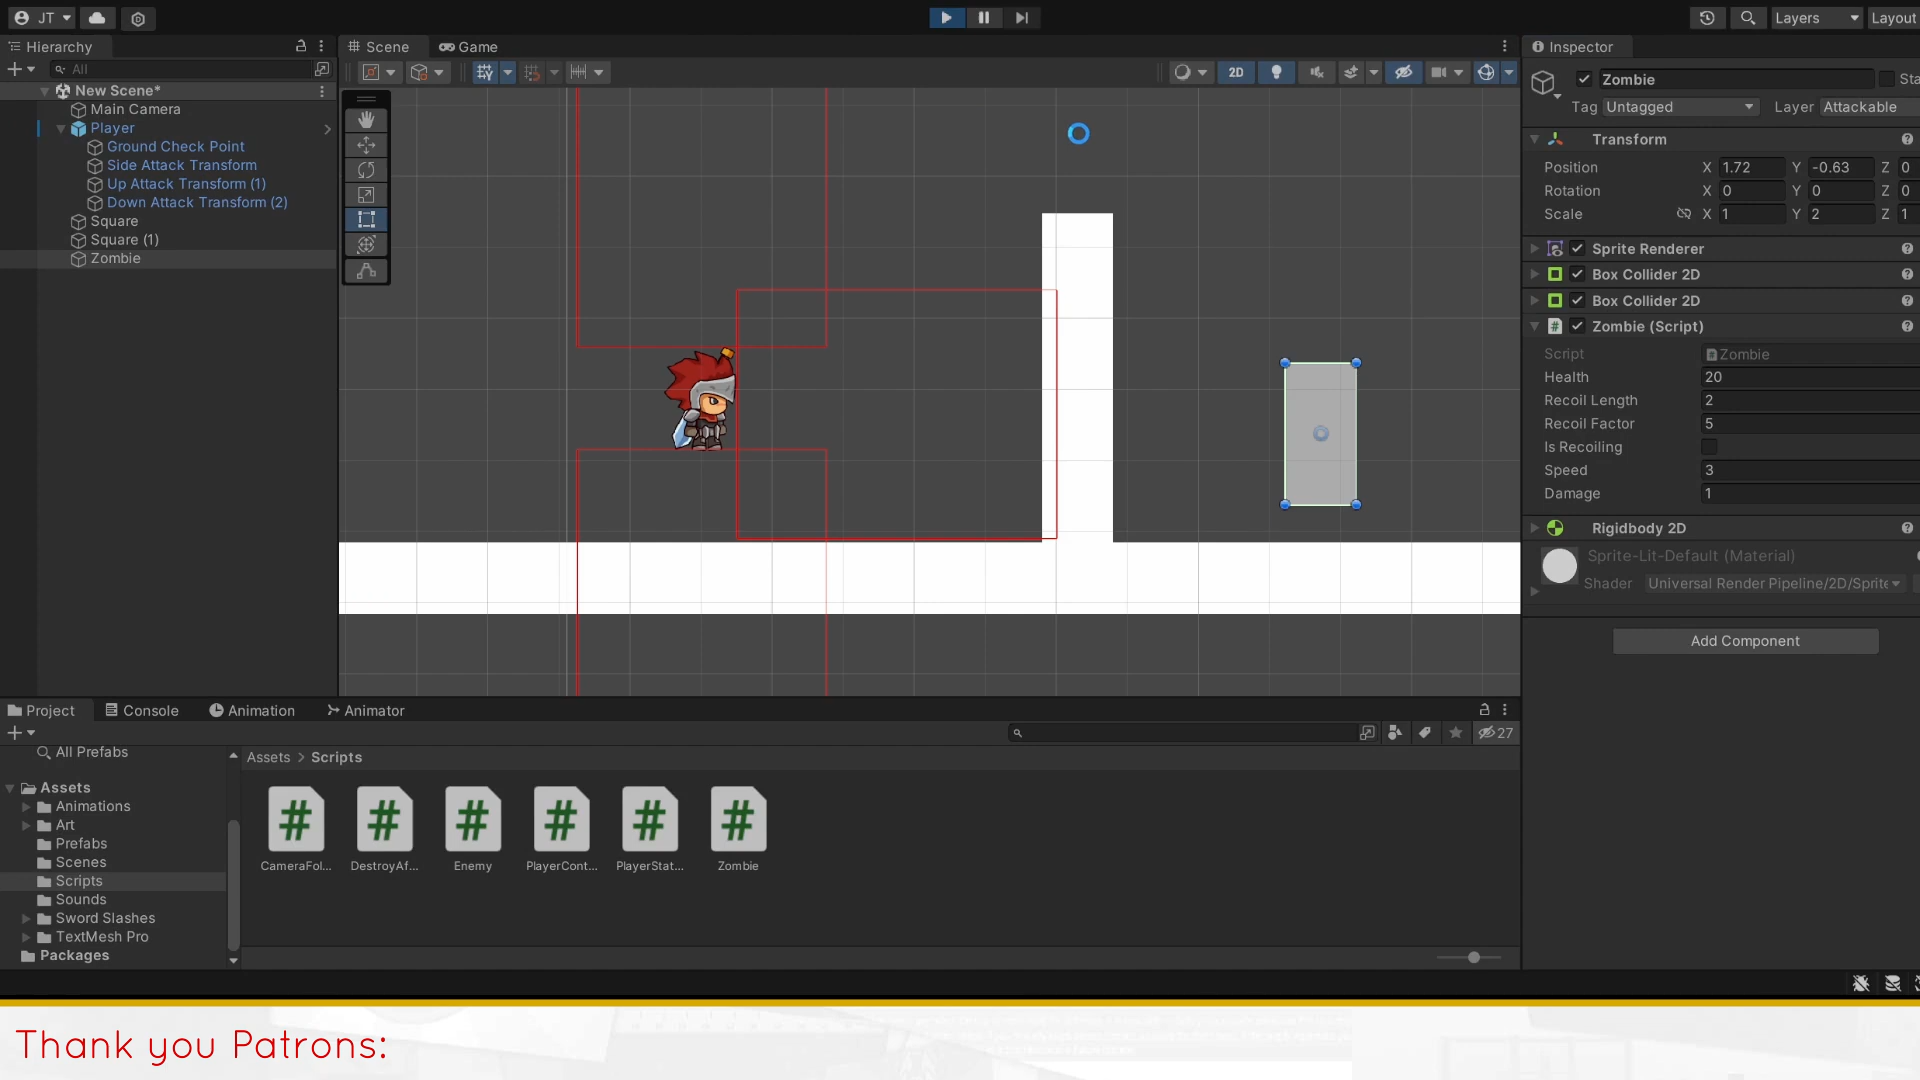 JT
Layers
Layout
Hierarchy
Scene
Game
Inspector
All
2D
New Scene*
Main Camera
Player
Ground Check Point
Side Attack Transform
Up Attack Transform (1)
Down Attack Transform (2)
Square
Square (1)
Zombie
Zombie
Sta
Tag Untagged
Layer Attackable
Transform
Position X 1.72 Y -0.63 Z 0
Rotation X 0 Y 0 Z 0
Scale X 1 Y 2 Z 1
Sprite Renderer
Box Collider 2D
Box Collider 2D
# Zombie (Script)
Script Zombie
Health 20
Recoil Length 2
Recoil Factor 5
Is Recoiling
Speed 3
Damage 1
Rigidbody 2D
Sprite-Lit-Default (Material)
Shader Universal Render Pipeline/2D/Sprite
Add Component
Project
Console
Animation
Animator
27
All Prefabs
Assets
Animations
Art
Prefabs
Scenes
Scripts
Sounds
Sword Slashes
TextMesh Pro
Packages
Assets > Scripts
# # # # # #
CameraFol... DestroyAf... Enemy PlayerCont... PlayerStat... Zombie
Thank you Patrons: